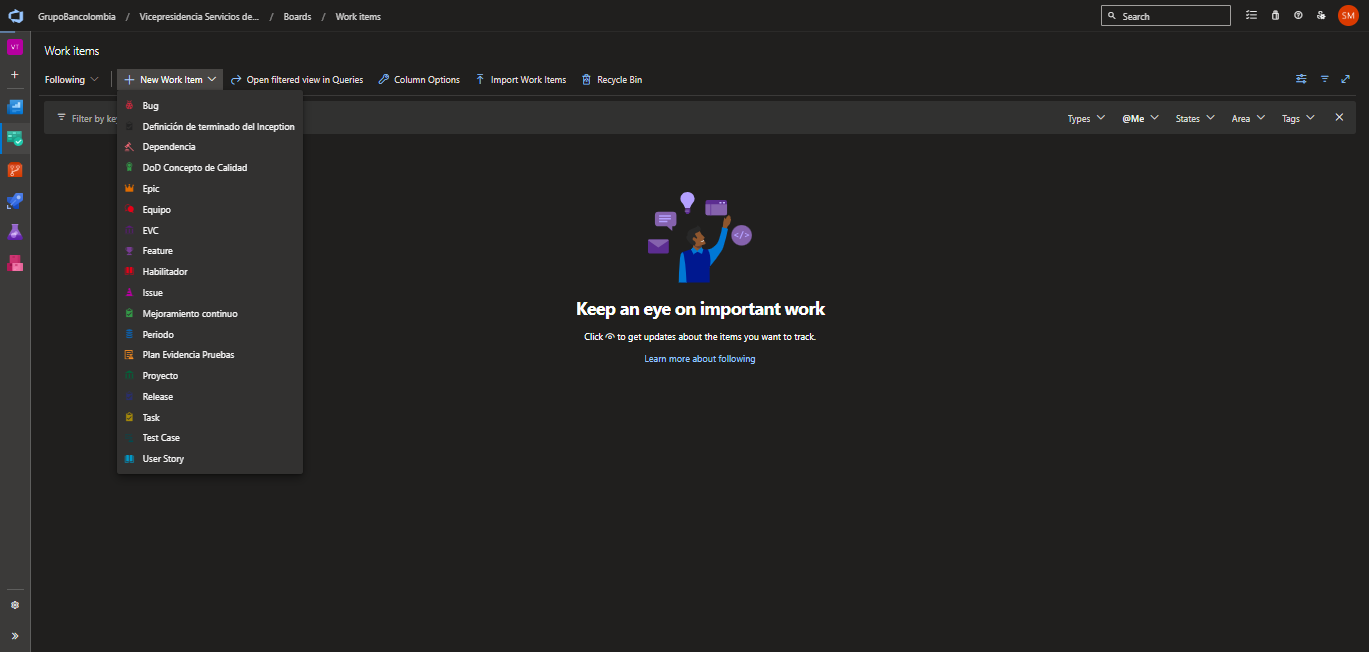 GrupoBancolombia / Vicepresidencia Servicios de... / Boards / Work items
Search
SM
VT
Work items
Following
New Work Item
Open filtered view in Queries
Column Options
Import Work Items
Recycle Bin
Filter by ke
Types
@Me
States
Area
Tags
Bug
Definición de terminado del Inception
Dependencia
DoD Concepto de Calidad
Epic
Equipo
EVC
Feature
Habilitador
Issue
Mejoramiento continuo
Periodo
Plan Evidencia Pruebas
Proyecto
Release
Task
Test Case
User Story
</> 
Keep an eye on important work
Click to get updates about the items you want to track.
Learn more about following